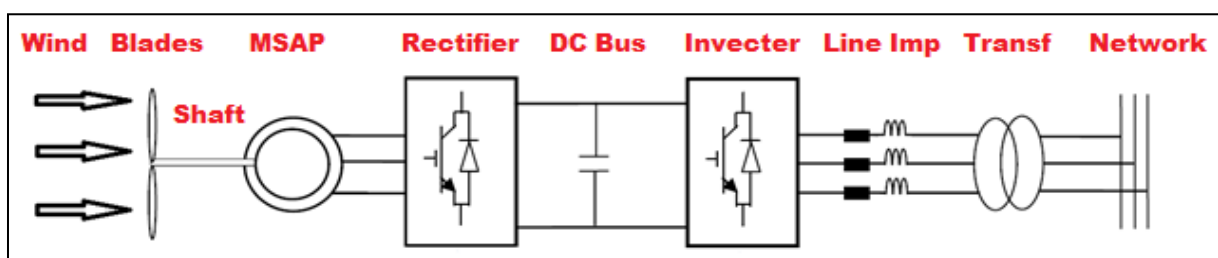 Wind Blades MSAP Rectifier DC Bus Invecter Line Imp Transf Network
Shaft